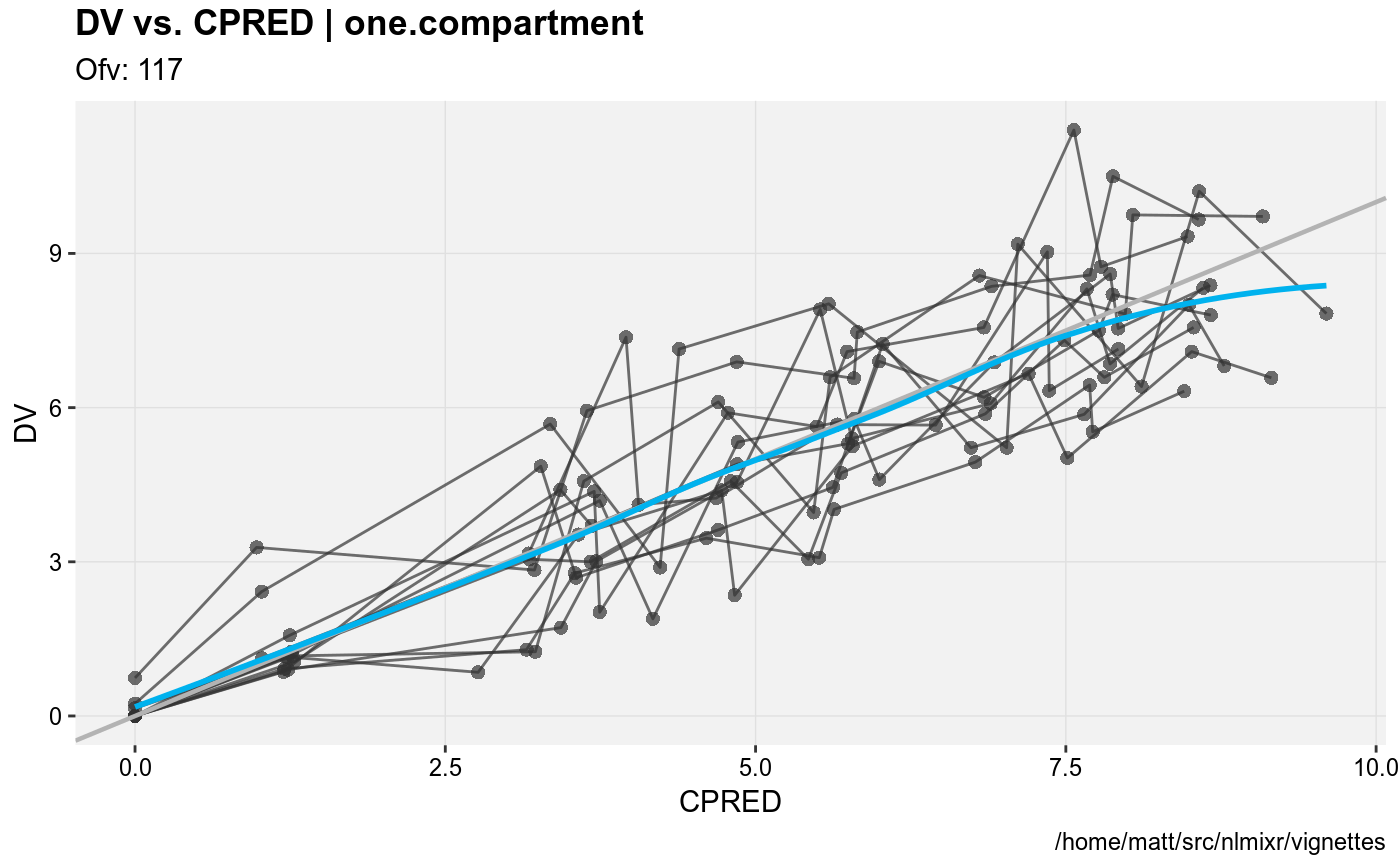 DV vs. CPRED | one.compartment
Ofv: 117
DV
9
6
3
0
0.0 2.5 5.0 7.5 10.0
CPRED
/home/matt/src/nlmixr/vignettes